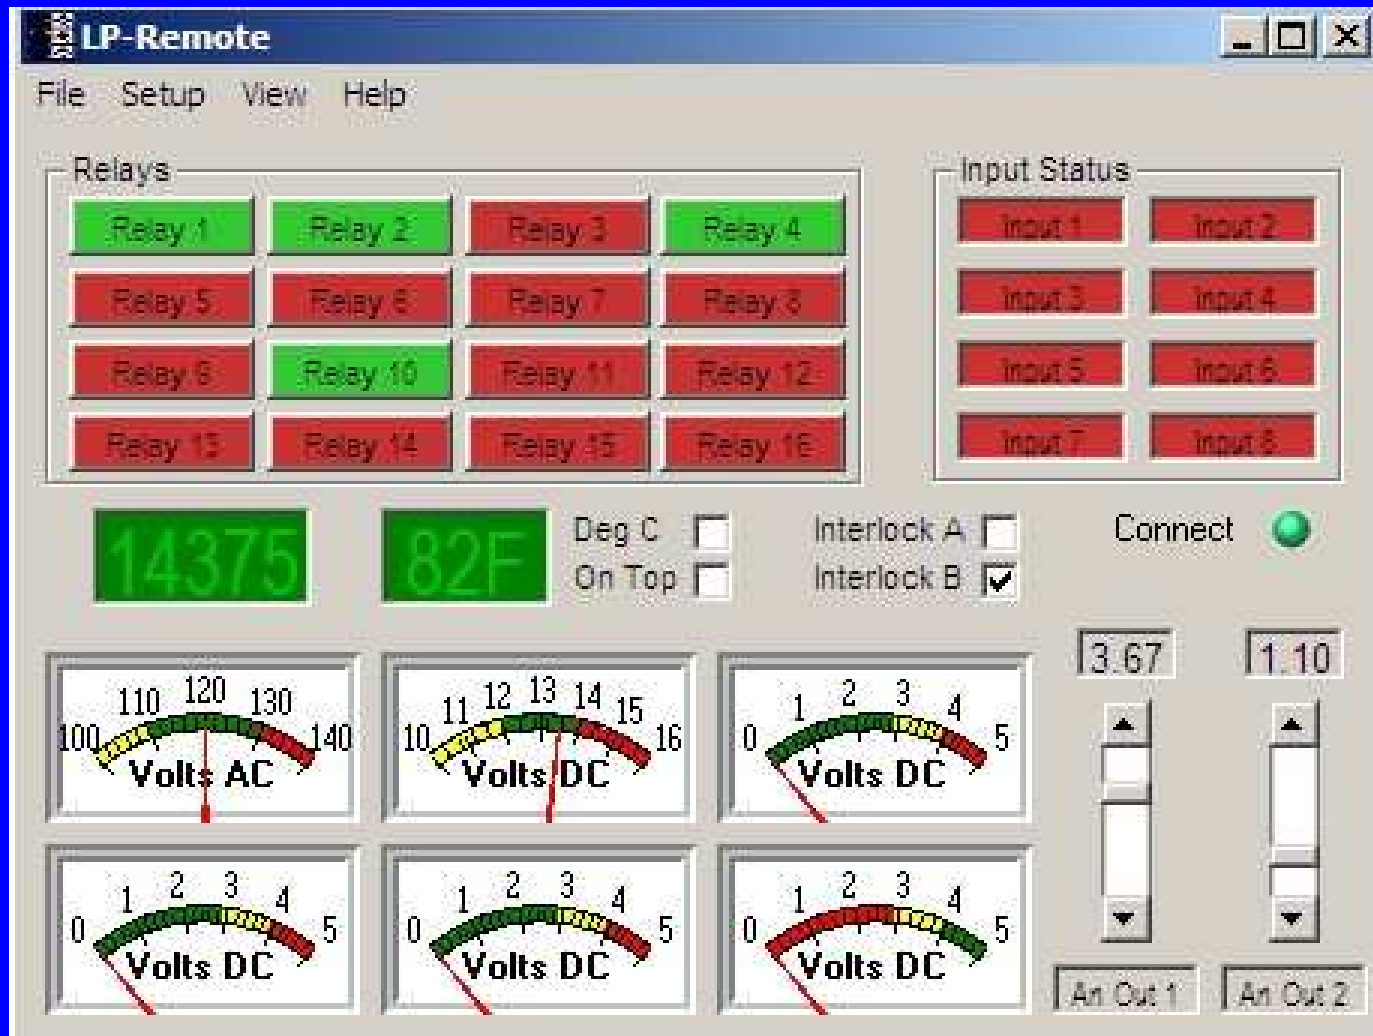 LP-Remote
File Setup View Help
Relays
Input Status
Relay 1 Relay 2 Relay 3 Relay 4
Input 1 Input 2
Relay 5 Relay 6 Relay 7 Relay 8
Input 3 Input 4
Relay 9 Relay 10 Relay 11 Relay 12
Input 5 Input 6
Relay 13 Relay 14 Relay 15 Relay 16
Input 7 Input 8
14375
82F
Deg C
On Top
Interlock A
Interlock B
Connect
3.67
1.10
100 110 120 130 140
Volts AC
10 11 12 13 14 15 16
Volts DC
0 1 2 3 4 5
Volts DC
0 1 2 3 4 5
Volts DC
0 1 2 3 4 5
Volts DC
0 1 2 3 4 5
Volts DC
An Out 1
An Out 2